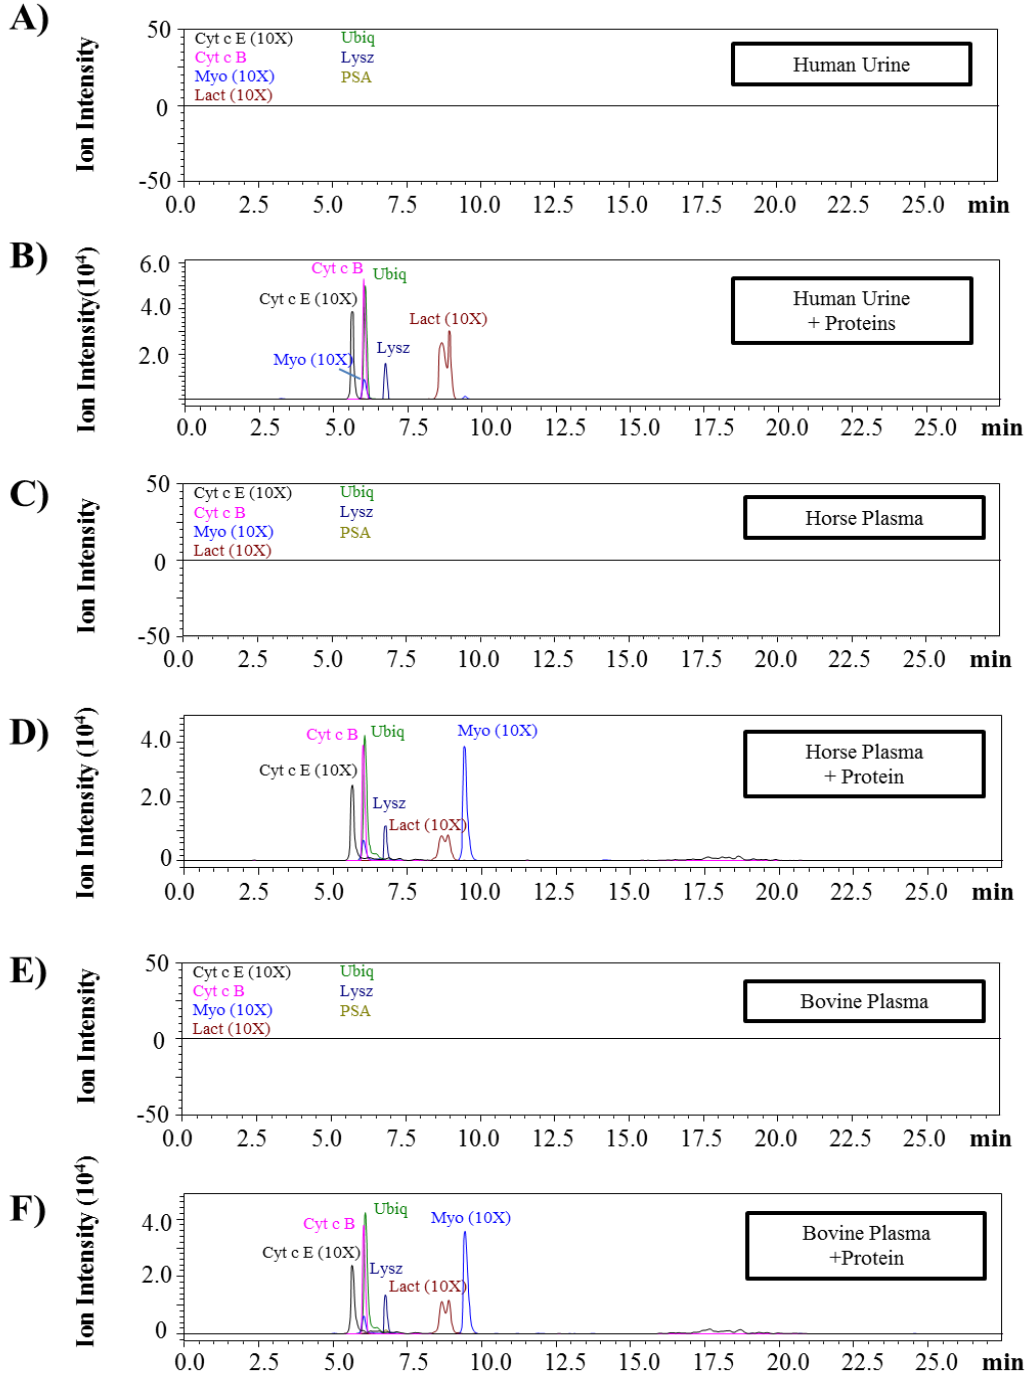 A)
Ion Intensity
50
0
-50
Cyt c E (10X) Ubiq
Cyt c B Lysz
Myo (10X) PSA
Lact (10X)
Human Urine
0.0 2.5 5.0 7.5 10.0 12.5 15.0 17.5 20.0 22.5 25.0 min
B)
Ion Intensity(10⁴)
6.0
4.0
2.0
Cyt c B Ubiq
Cyt c E (10X)
Lact (10X)
Myo (10X) Lysz
Human Urine
+ Proteins
0.0 2.5 5.0 7.5 10.0 12.5 15.0 17.5 20.0 22.5 25.0 min
C)
Ion Intensity
50
0
-50
Cyt c E (10X) Ubiq
Cyt c B Lysz
Myo (10X) PSA
Lact (10X)
Horse Plasma
0.0 2.5 5.0 7.5 10.0 12.5 15.0 17.5 20.0 22.5 25.0 min
D)
Ion Intensity (10⁴)
4.0
2.0
0
Cyt c B Ubiq Myo (10X)
Cyt c E (10X)
Lysz
Lact (10X)
Horse Plasma
+ Protein
0.0 2.5 5.0 7.5 10.0 12.5 15.0 17.5 20.0 22.5 25.0 min
E)
Ion Intensity
50
0
-50
Cyt c E (10X) Ubiq
Cyt c B Lysz
Myo (10X) PSA
Lact (10X)
Bovine Plasma
0.0 2.5 5.0 7.5 10.0 12.5 15.0 17.5 20.0 22.5 25.0 min
F)
Ion Intensity (10⁴)
4.0
2.0
0
Cyt c B Ubiq Myo (10X)
Cyt c E (10X)
Lysz
Lact (10X)
Bovine Plasma
+Protein
0.0 2.5 5.0 7.5 10.0 12.5 15.0 17.5 20.0 22.5 25.0 min